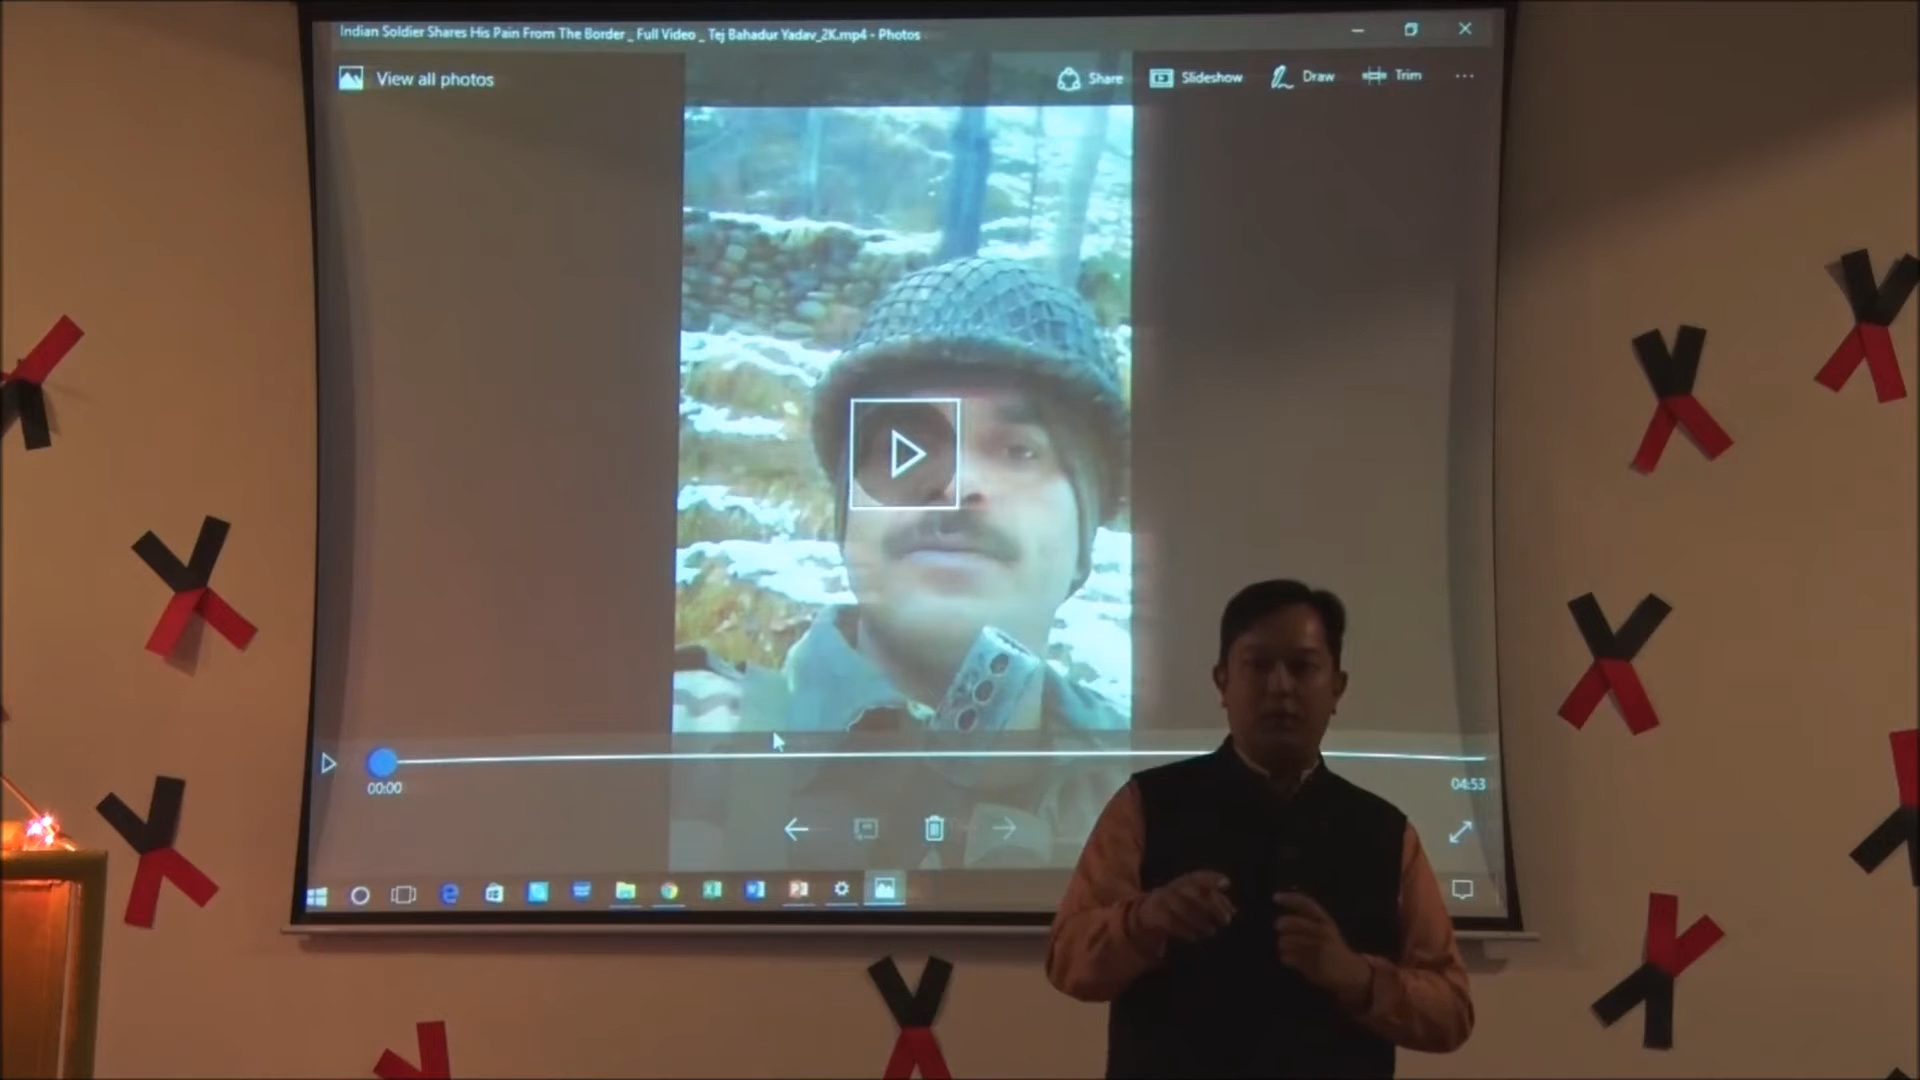 Indian Soldier Shares His Pain From The Border _ Full Video _ Tej Bahadur Yadav_2K.mp4 - Photos
View all photos
Share
Slideshow
Draw
Trim
00:00
04:53